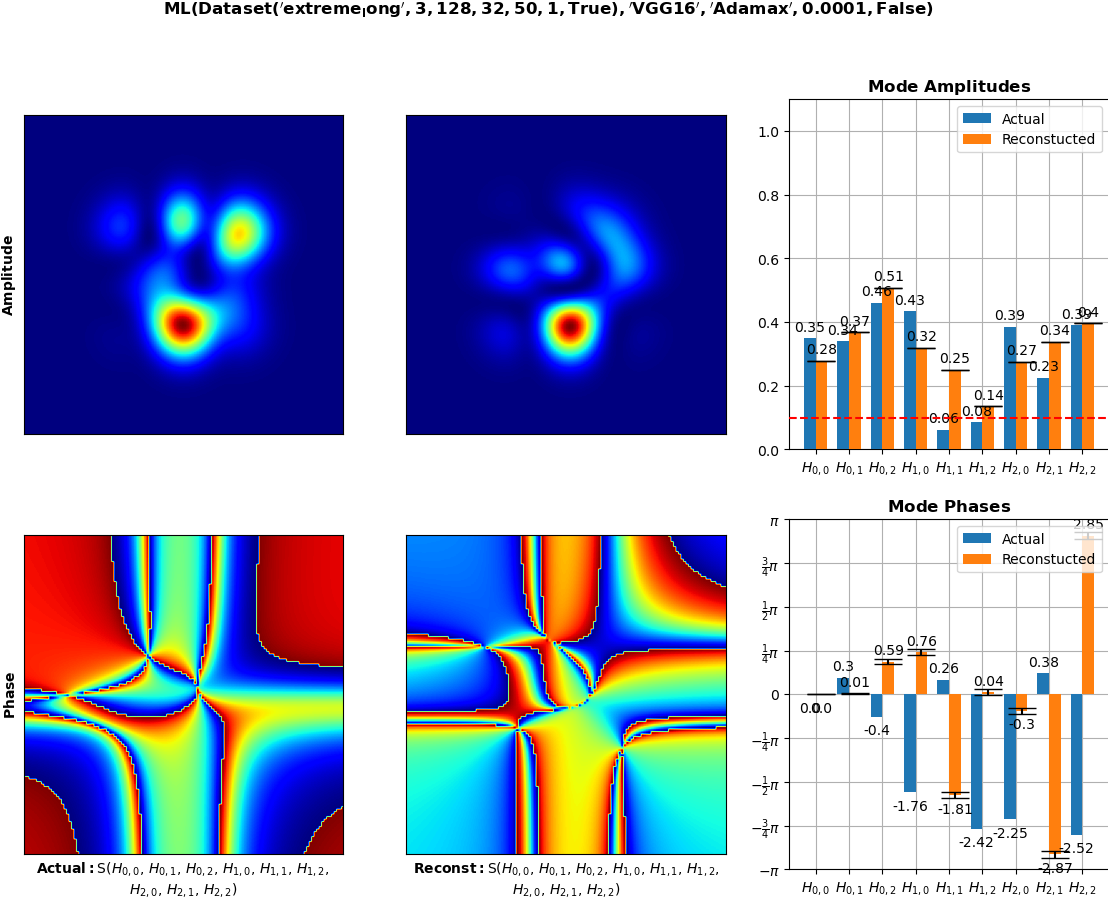 ML(Dataset('extreme_long', 3, 128, 32, 50, 1, True), 'VGG16', 'Adamax', 0.0001, False)
Amplitude
Mode Amplitudes
Actual
Reconstucted
1.0
0.8
0.6
0.4
0.2
0.0
0.35
0.28
0.34
0.37
0.46
0.51
0.43
0.32
0.06
0.25
0.08
0.14
0.39
0.27
0.23
0.34
0.39
0.4
H0,0 H0,1 H0,2 H1,0 H1,1 H1,2 H2,0 H2,1 H2,2
Phase
Mode Phases
Actual
Reconstucted
π
3/4π
1/2π
1/4π
0
−1/4π
−1/2π
−3/4π
−π
0.0
0.0
0.3
0.01
-0.4
0.59
-1.76
0.76
0.26
-1.81
-2.42
0.04
-2.25
-0.3
0.38
-2.87
-2.52
2.85
H0,0 H0,1 H0,2 H1,0 H1,1 H1,2 H2,0 H2,1 H2,2
Actual: S(H0,0, H0,1, H0,2, H1,0, H1,1, H1,2,
H2,0, H2,1, H2,2)
Reconst: S(H0,0, H0,1, H0,2, H1,0, H1,1, H1,2,
H2,0, H2,1, H2,2)